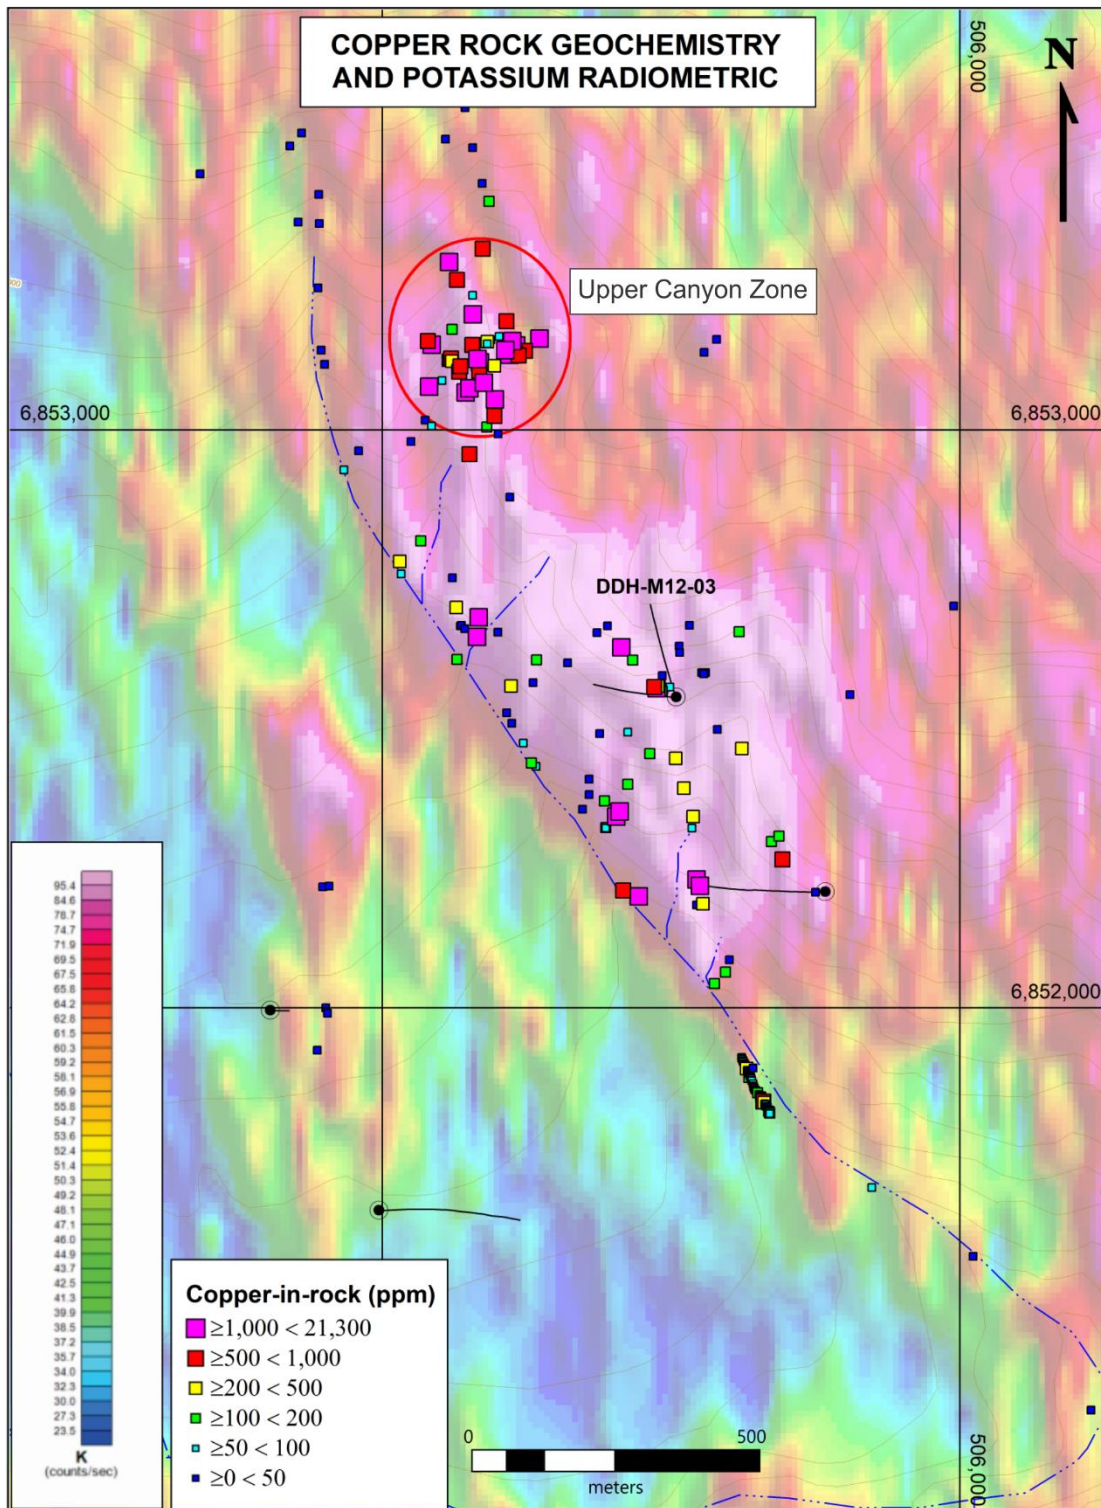 COPPER ROCK GEOCHEMISTRY
AND POTASSIUM RADIOMETRIC
506,000
N
Upper Canyon Zone
6,853,000
6,853,000
DDH-M12-03
6,852,000
95.4
84.6
78.7
74.7
71.9
69.5
67.5
65.8
64.2
62.8
61.5
60.3
59.2
58.1
56.9
55.8
54.7
53.6
52.4
51.4
50.3
49.2
48.1
47.1
46.0
44.9
43.7
42.5
41.3
39.9
38.5
37.2
35.7
34.0
32.3
30.0
27.3
23.5
K
(counts/sec)
Copper-in-rock (ppm)
≥1,000 < 21,300
≥500 < 1,000
≥200 < 500
≥100 < 200
≥50 < 100
≥0 < 50
0 500
meters
506,000